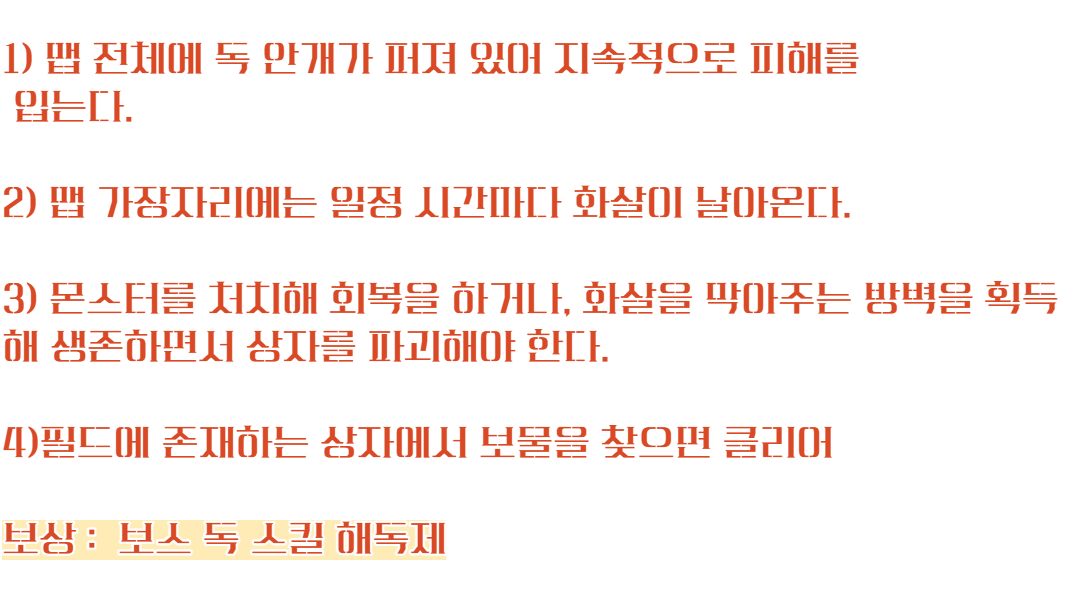 1) 맵 전체에 독 안개가 퍼져 있어 지속적으로 피해를
입는다.
2) 맵 가장자리에는 일정 시간마다 화살이 날아온다.
3) 몬스터를 처치해 회복을 하거나, 화살을 막아주는 방벽을 획득
해 생존하면서 상자를 파괴해야 한다.
4)필드에 존재하는 상자에서 보물을 찾으면 클리어
보상 : 보스 독 스킬 해독제